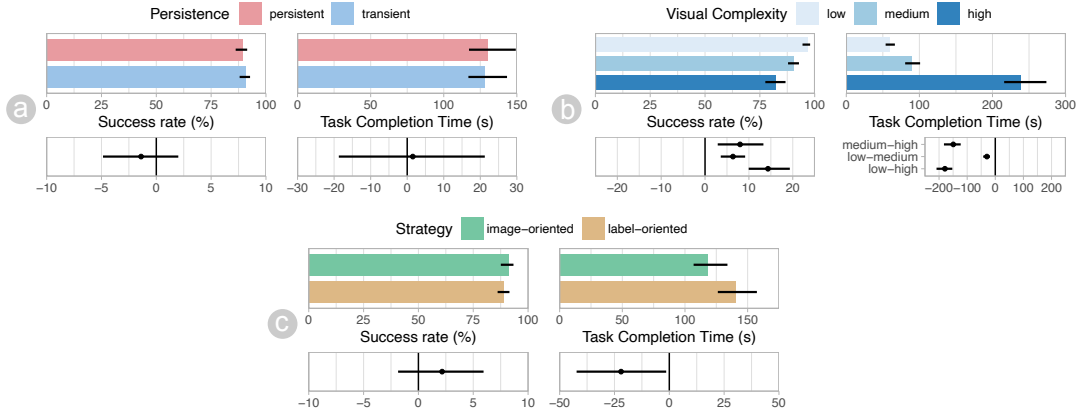 Persistence persistent transient
0 25 50 75 100
0 50 100 150
a
Success rate (%)
Task Completion Time (s)
−10 −5 0 5 10
−30 −20 −10 0 10 20 30
Visual Complexity low medium high
0 25 50 75 100
0 100 200 300
b
Success rate (%)
Task Completion Time (s)
medium−high
low−medium
low−high
−20 −10 0 10 20
−200 −100 0 100 200
Strategy image−oriented label−oriented
0 25 50 75 100
0 50 100 150
c
Success rate (%)
Task Completion Time (s)
−10 −5 0 5 10
−50 −25 0 25 50